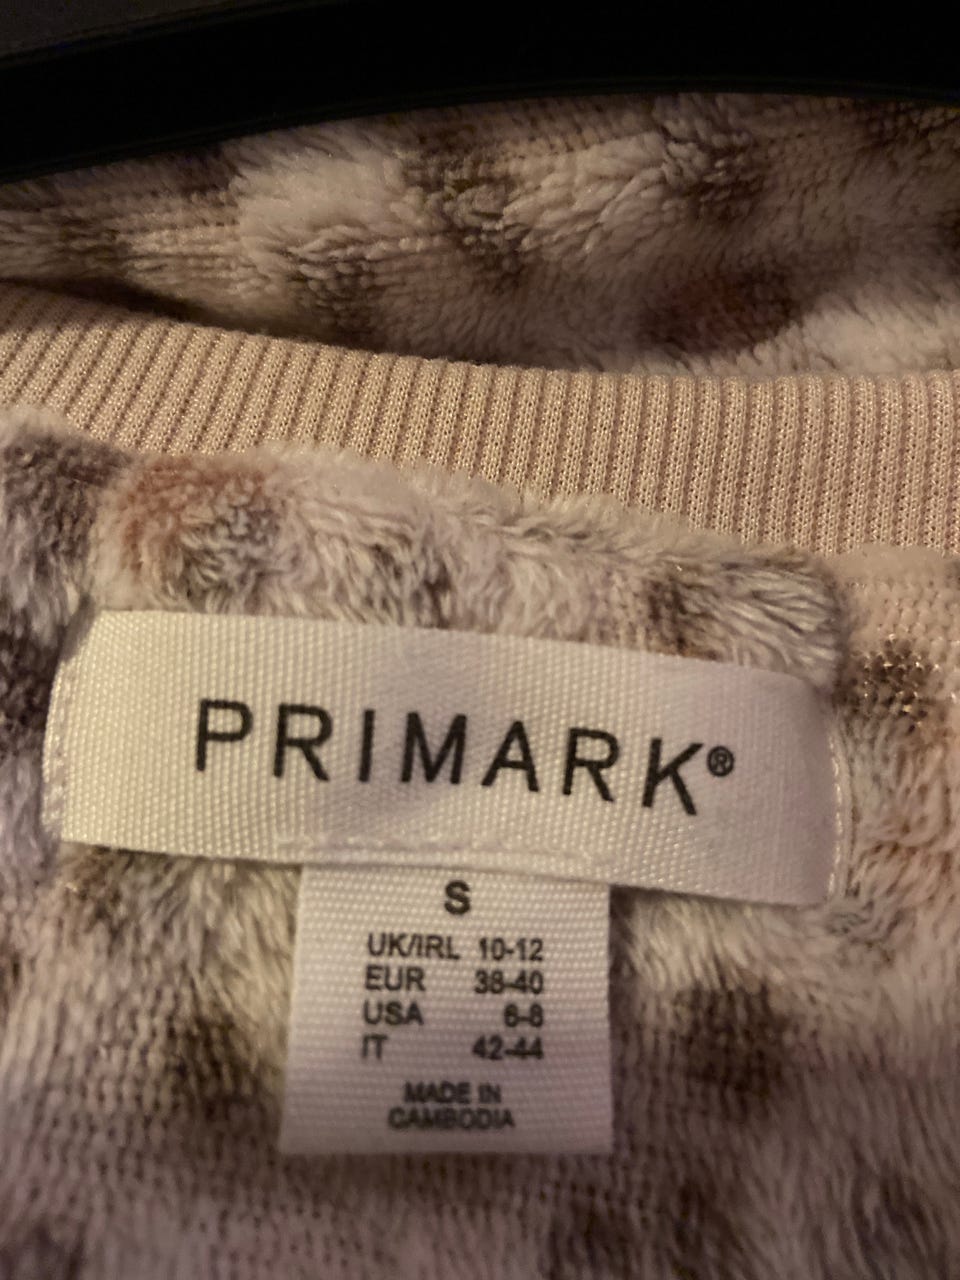 PRIMARK®
S
UK/IRL 10-12
EUR 38-40
USA 6-8
IT 42-44
MADE IN
CAMBODIA